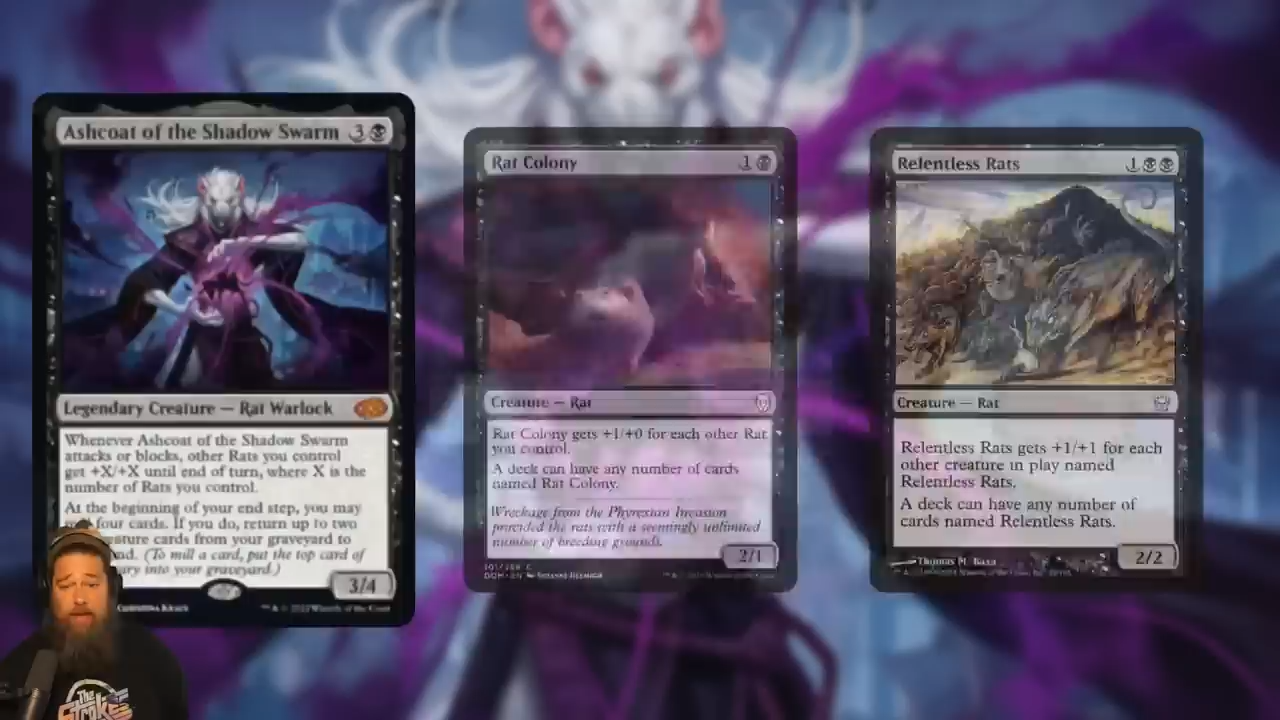 Ashcoat of the Shadow Swarm 3
Legendary Creature — Rat Warlock
Whenever Ashcoat of the Shadow Swarm
attacks or blocks, other Rats you control
get +X/+X until end of turn, where X is the
number of Rats you control.
At the beginning of your end step, you may
four cards. If you do, return up to two
creature cards from your graveyard to
(To mill a card, put the top card of
into your graveyard.)
3/4
Rat Colony 1
Creature — Rat
Rat Colony gets +1/+0 for each other Rat
you control.
A deck can have any number of cards
named Rat Colony.
Wreckage from the Phyrexian Invasion
provided the rats with a seemingly unlimited
number of breeding grounds.
2/1
Relentless Rats 1
Creature — Rat
Relentless Rats gets +1/+1 for each
other creature in play named
Relentless Rats.
A deck can have any number of
cards named Relentless Rats.
Thomas M. Baxa
2/2
The
Strokes